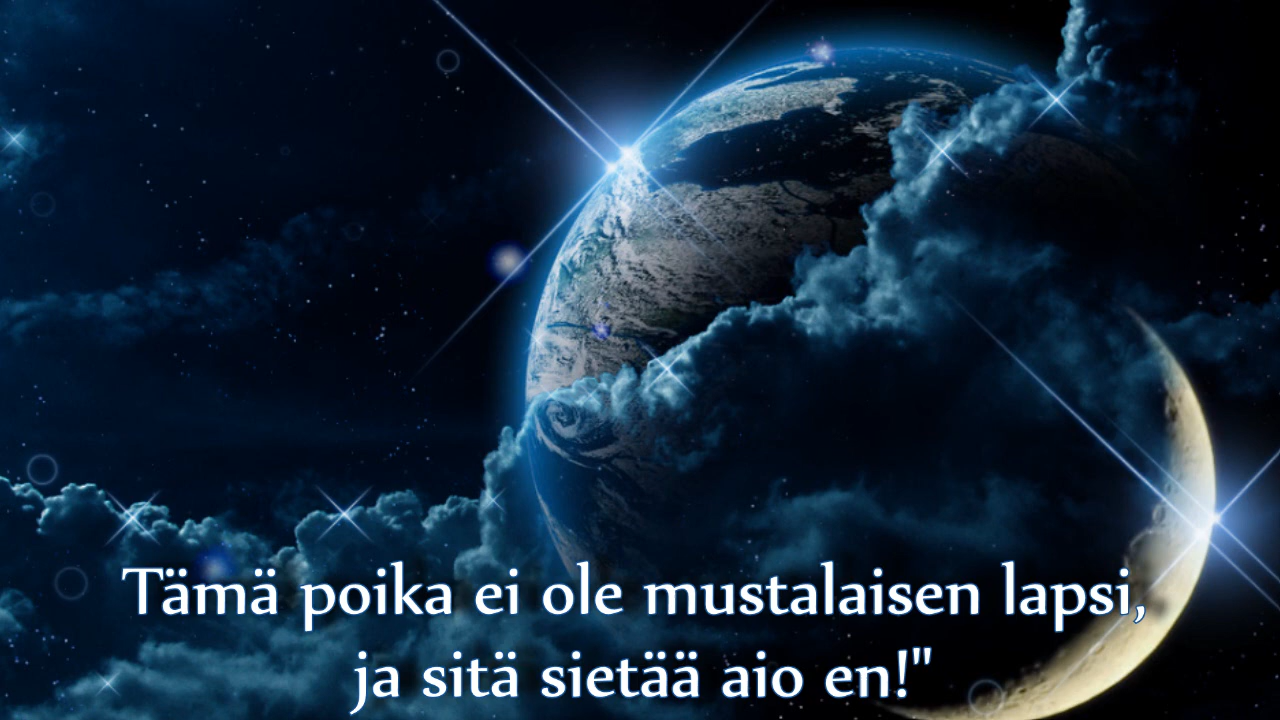 Tämä poika ei ole mustalaisen lapsi,
ja sitä sietää aio en!"